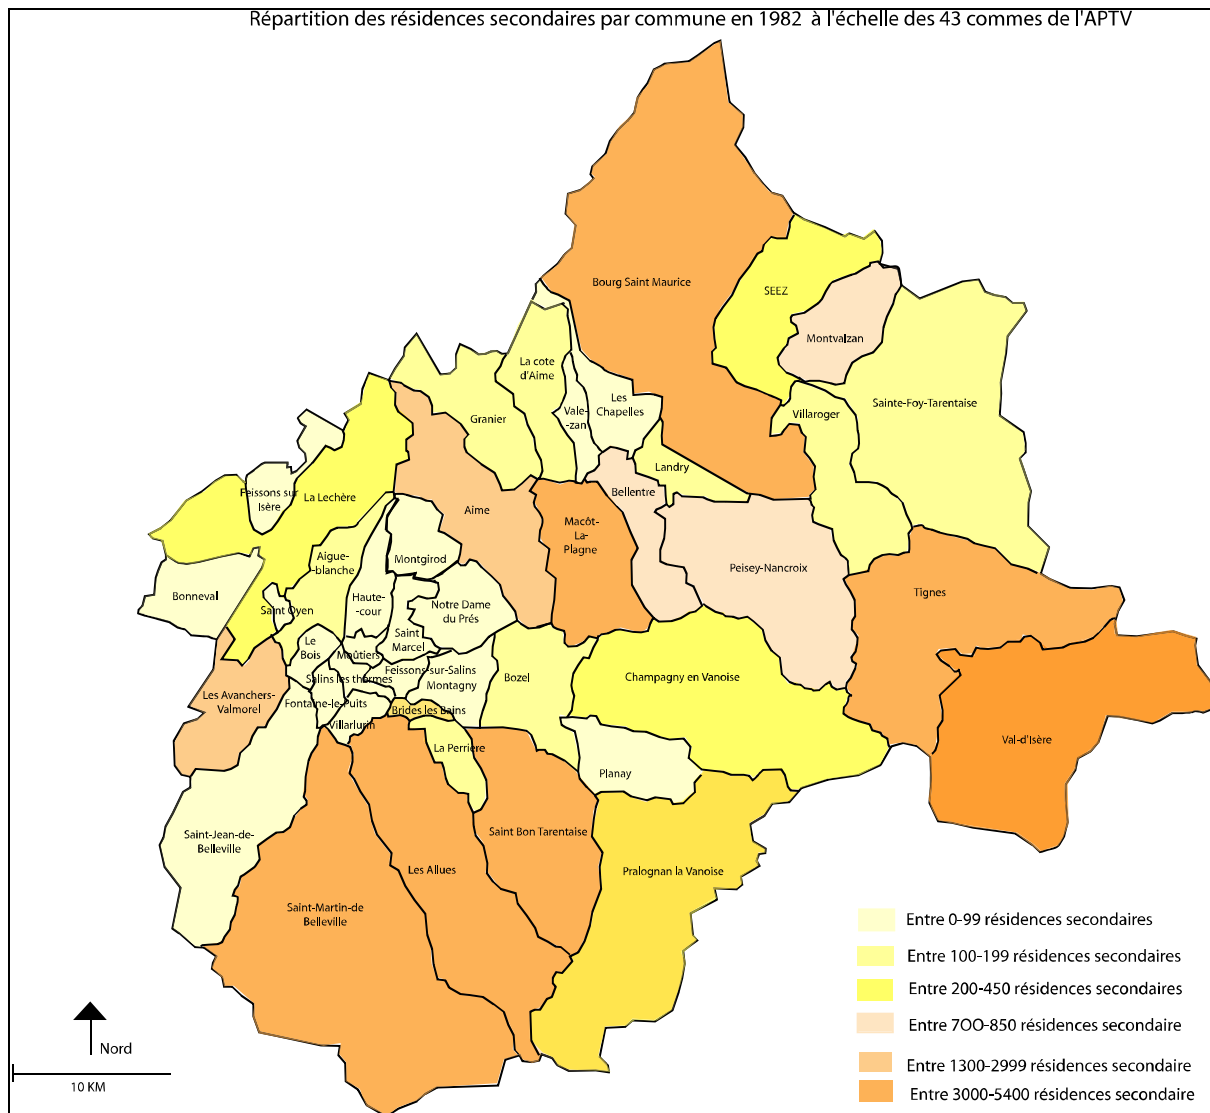 Répartition des résidences secondaires par commune en 1982 à l'échelle des 43 commes de l'APTV
Bourg Saint Maurice
SEEZ
Montvalzan
La cote
d'Aime
Les
Chapelles
Vale-
-zan
Sainte-Foy-Tarentaise
Villaroger
Granier
Landry
Feissons sur
Isère
La Lechère
Bellentre
Aime
Macôt-
La-
Plagne
Aigue-
-blanche
Montgirod
Peisey-Nancroix
Bonneval
Haute-
-cour
Tignes
Saint Oyen
Notre Dame
du Prés
Saint
Marcel
Le
Bois
Moûtiers
Feissons-sur-Salins
Salins les thermes
Montagny
Bozel
Champagny en Vanoise
Les Avanchers-
Valmorel
Fontaine-le-Puits
Brides les Bains
Villarlurin
Val-d'Isère
La Perrière
Planay
Saint-Jean-de-
Belleville
Saint Bon Tarentaise
Les Allues
Pralognan la Vanoise
Saint-Martin-de
Belleville
Entre 0-99 résidences secondaires
Entre 100-199 résidences secondaires
Entre 200-450 résidences secondaires
Entre 7OO-850 résidences secondaire
Entre 1300-2999 résidences secondaire
Entre 3000-5400 résidences secondaire
Nord
10 KM